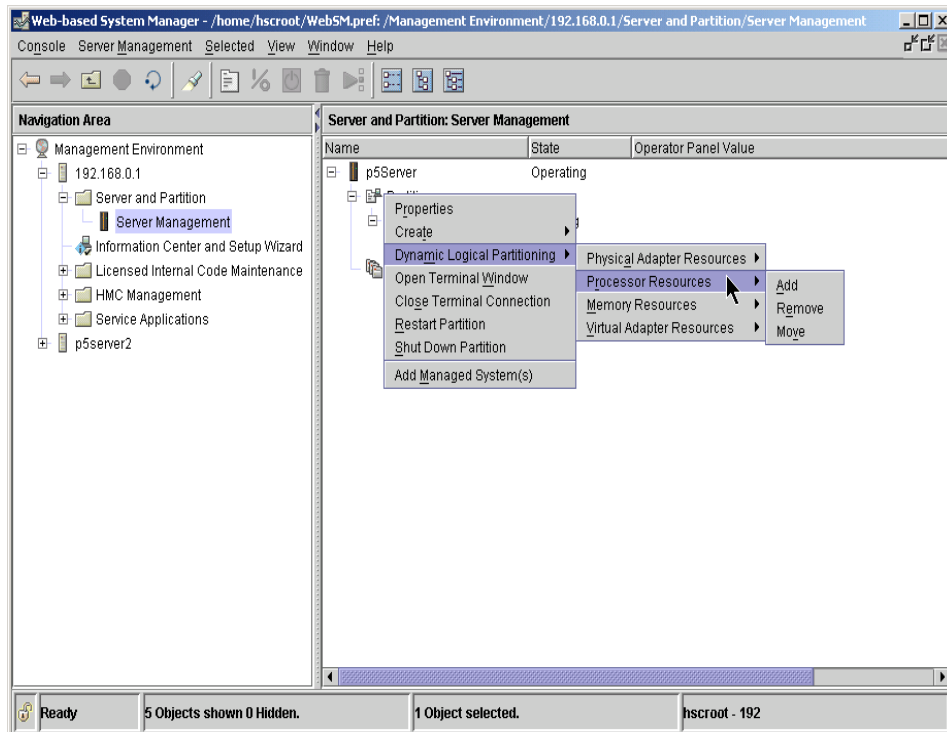 Web-based System Manager - /home/hscroot/WebSM.pref: /Management Environment/192.168.0.1/Server and Partition/Server Management
Console Server Management Selected View Window Help
Navigation Area
Server and Partition: Server Management
Name State Operator Panel Value
Management Environment
192.168.0.1
Server and Partition
Server Management
Information Center and Setup Wizard
Licensed Internal Code Maintenance
HMC Management
Service Applications
p5server2
p5Server Operating
Properties
Create
Dynamic Logical Partitioning
Open Terminal Window
Close Terminal Connection
Restart Partition
Shut Down Partition
Add Managed System(s)
Physical Adapter Resources
Processor Resources
Memory Resources
Virtual Adapter Resources
Add
Remove
Move
Ready
5 Objects shown 0 Hidden.
1 Object selected.
hscroot - 192